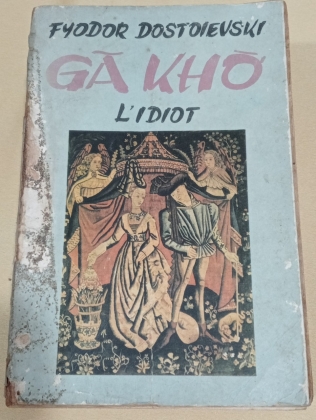 FYODOR DOSTOIEVSKI
GÃ KHỜ
L'IDIOT